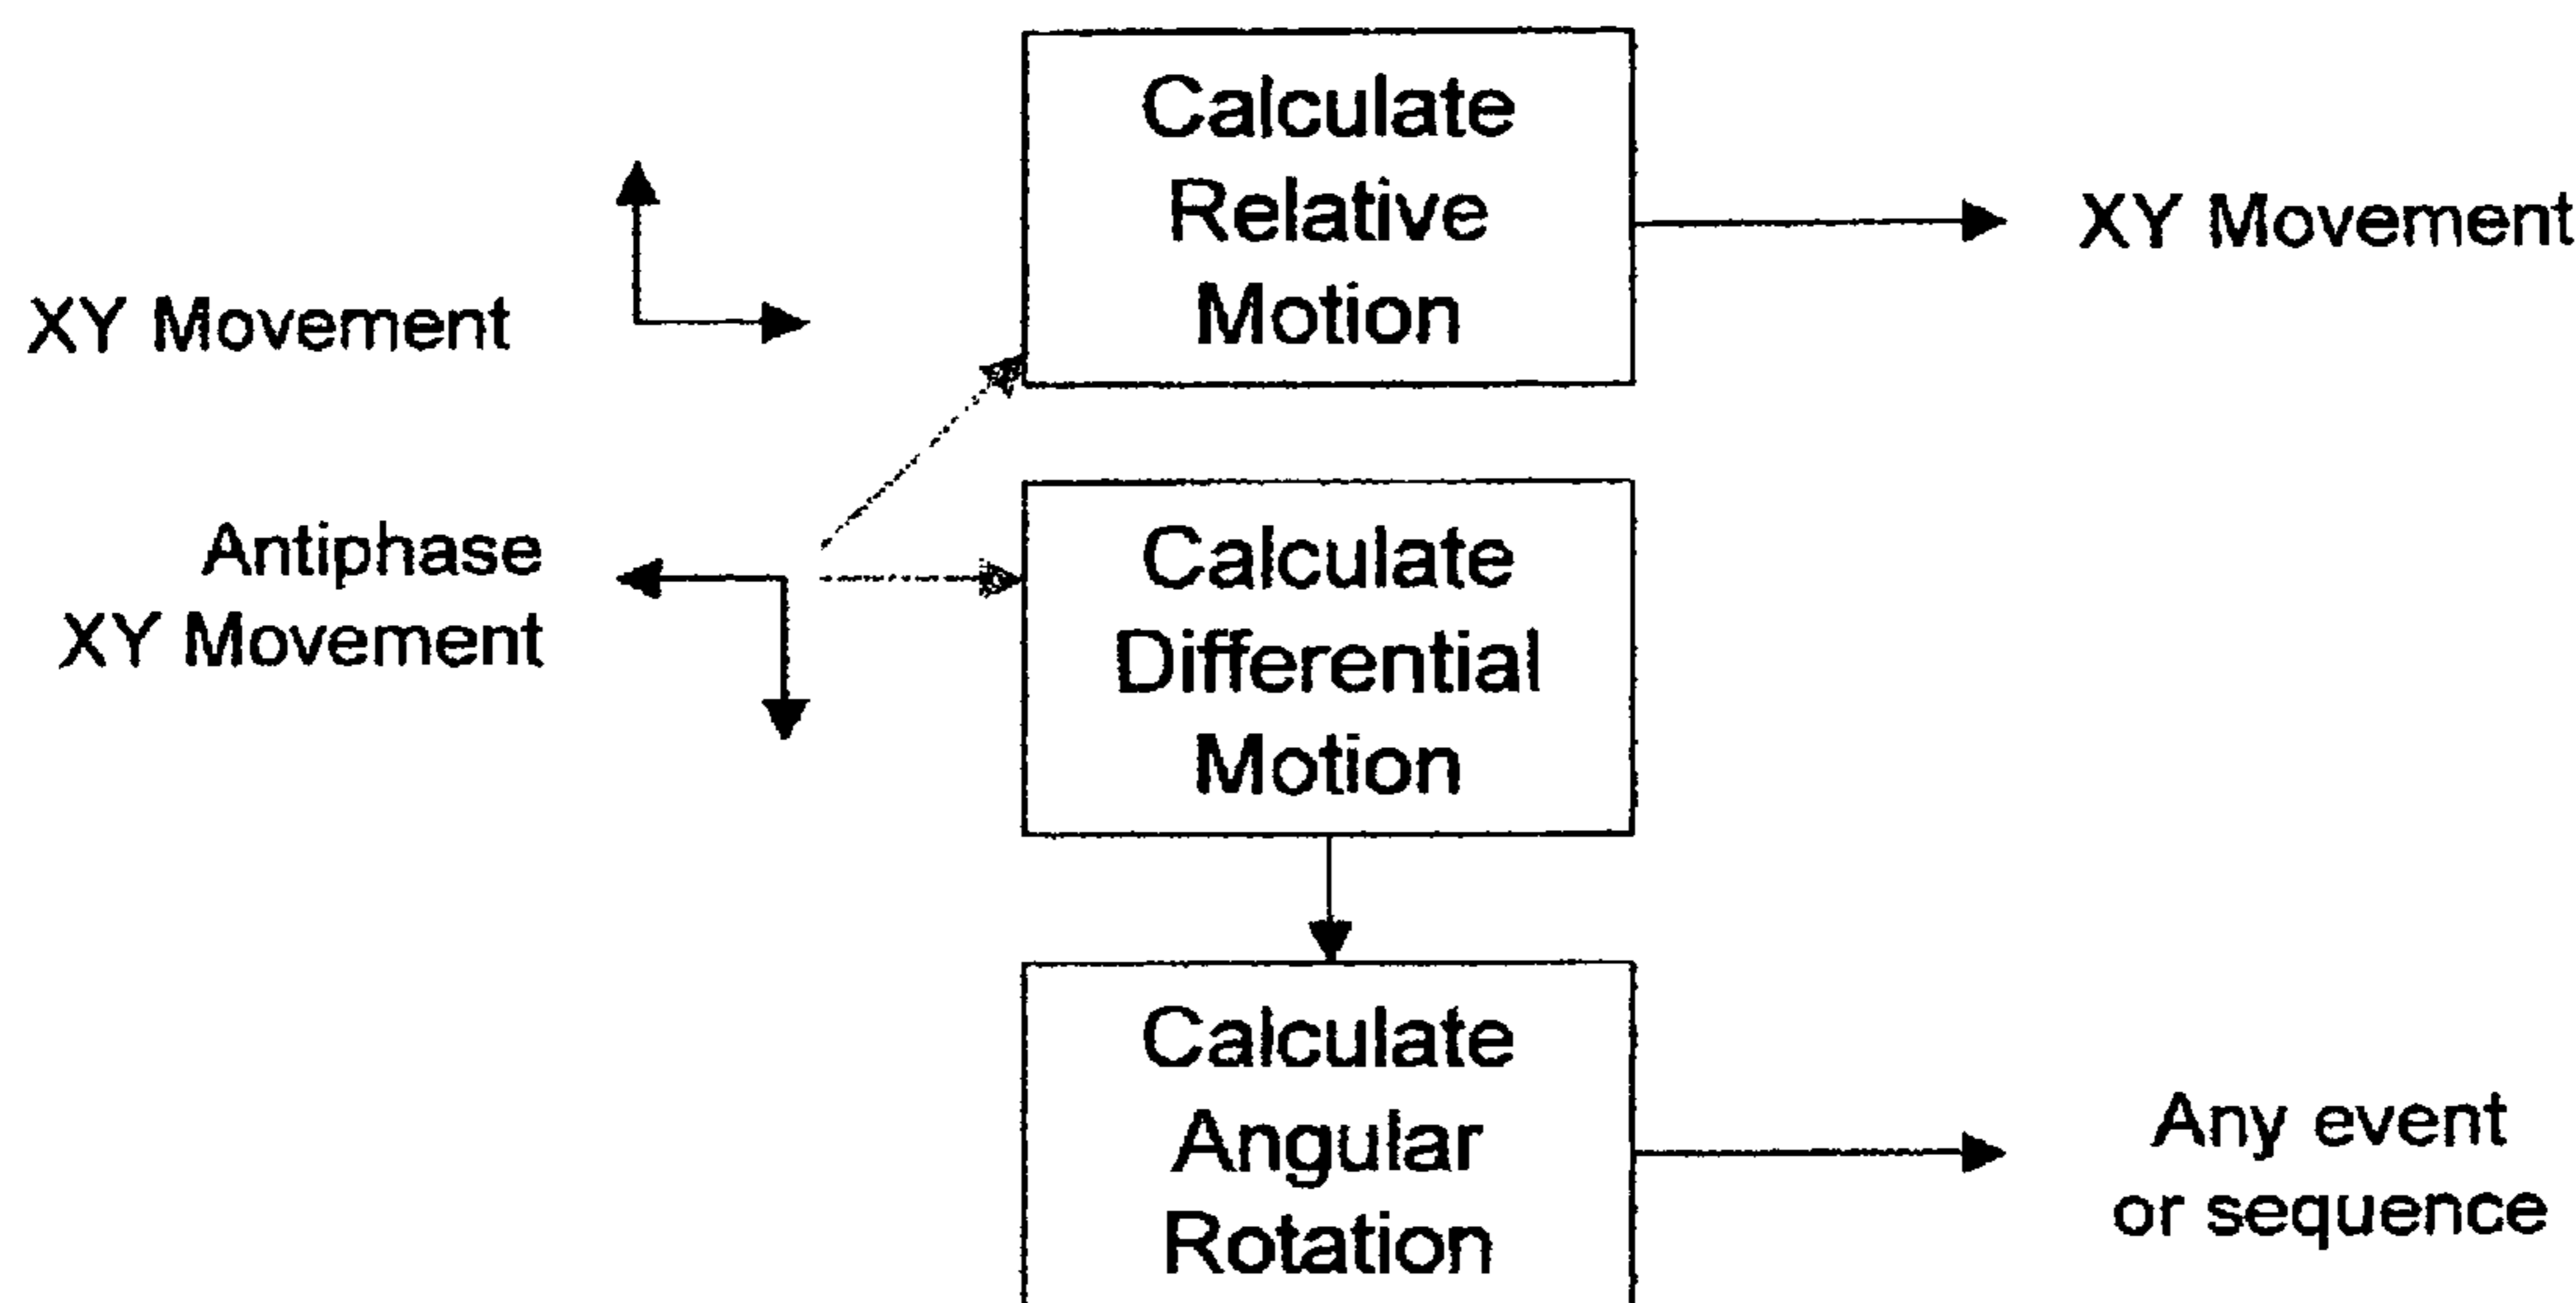 Calculate
Relative
Motion
XY Movement
XY Movement
Antiphase
XY Movement
Calculate
Differential
Motion
Calculate
Angular
Rotation
Any event
or sequence